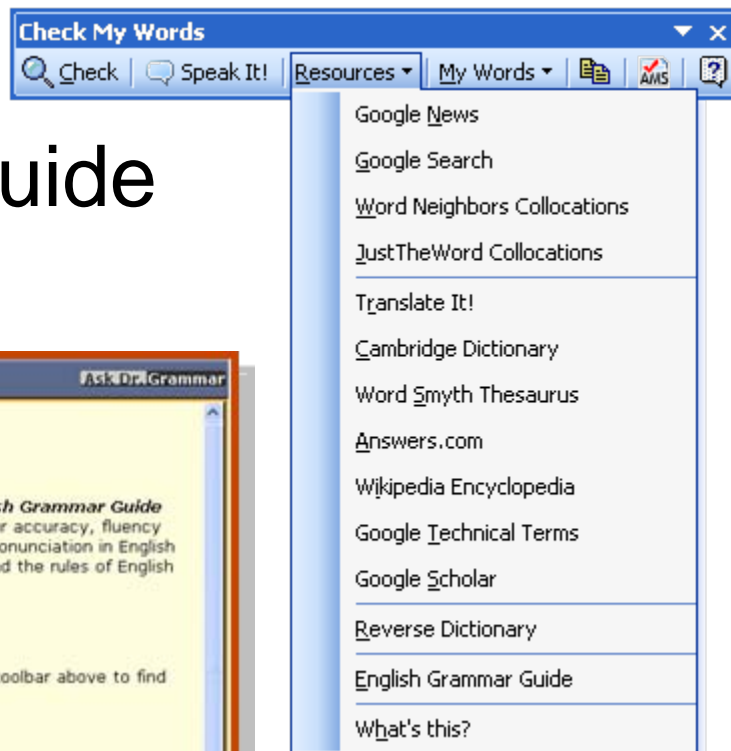 Check My Words
Check Speak It! Resources My Words AMS
uide
Google News
Google Search
Word Neighbors Collocations
JustTheWord Collocations
Translate It!
Cambridge Dictionary
Word Smyth Thesaurus
Answers.com
Wikipedia Encyclopedia
Google Technical Terms
Google Scholar
Reverse Dictionary
English Grammar Guide
What's this?
Ask Dr. Grammar
sh Grammar Guide
r accuracy, fluency
onunciation in English
d the rules of English
oolbar above to find